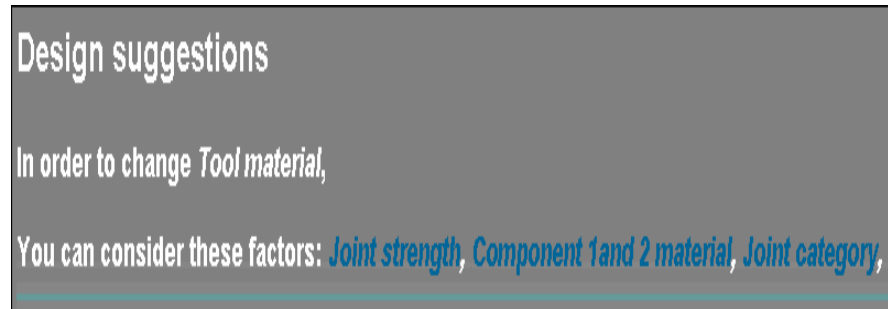 Design suggestions
In order to change Tool material,
You can consider these factors: Joint strength, Component 1and 2 material, Joint category,